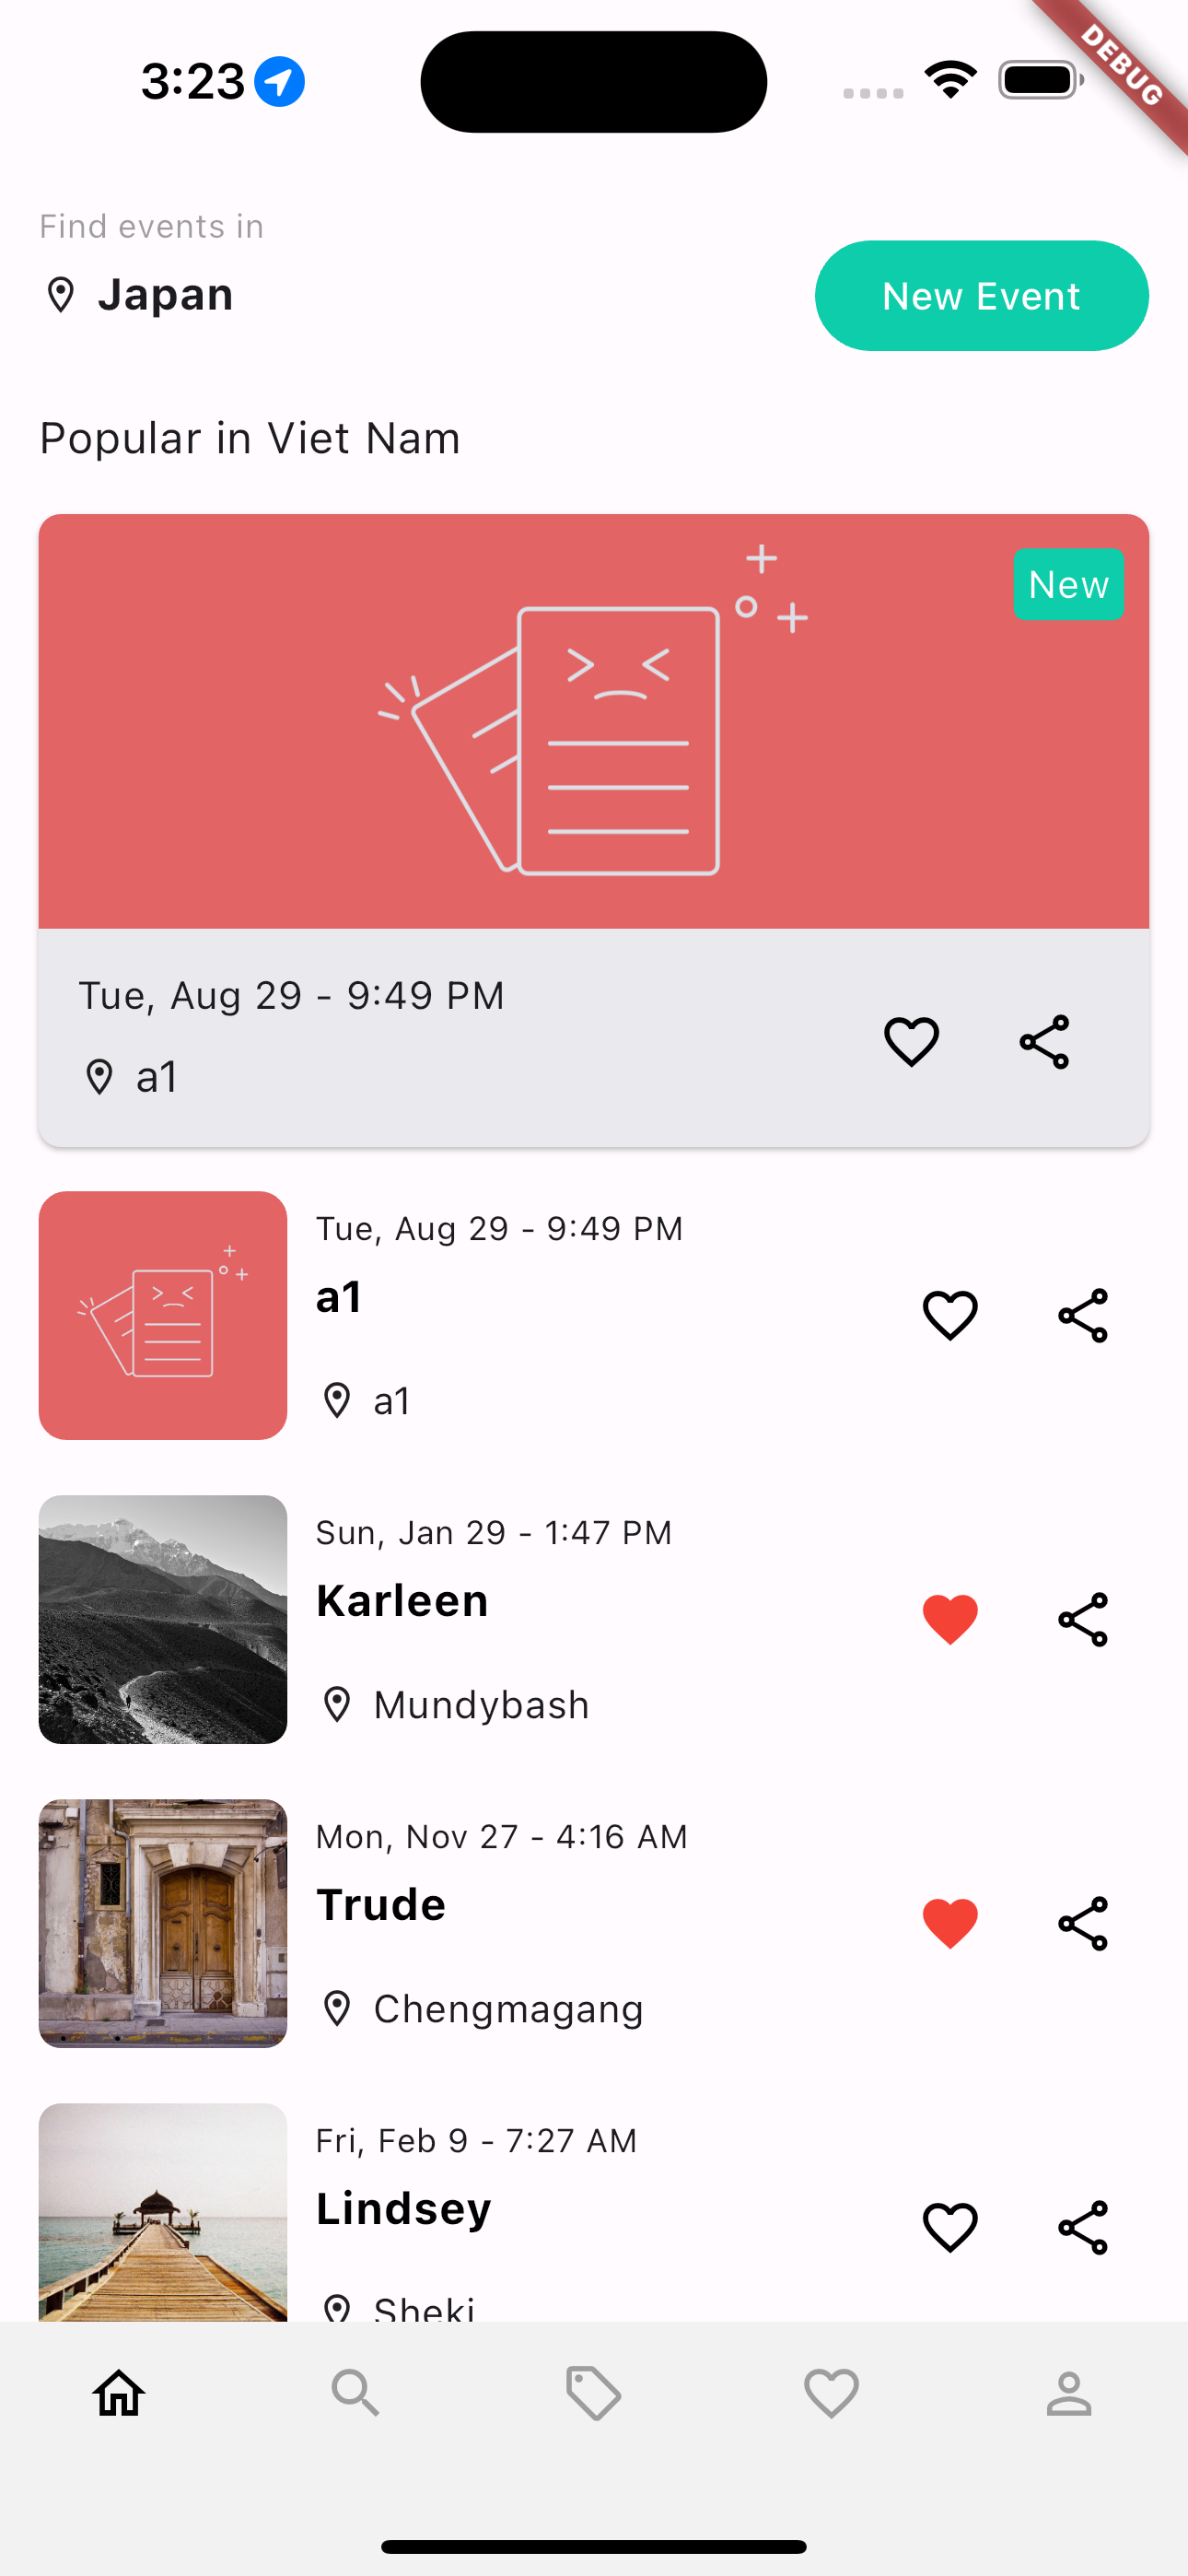 3:23
DEBUG
Find events in
Japan
New Event
Popular in Viet Nam
New
Tue, Aug 29 - 9:49 PM
a1
Tue, Aug 29 - 9:49 PM
a1
a1
Sun, Jan 29 - 1:47 PM
Karleen
Mundybash
Mon, Nov 27 - 4:16 AM
Trude
Chengmagang
Fri, Feb 9 - 7:27 AM
Lindsey
Sheki